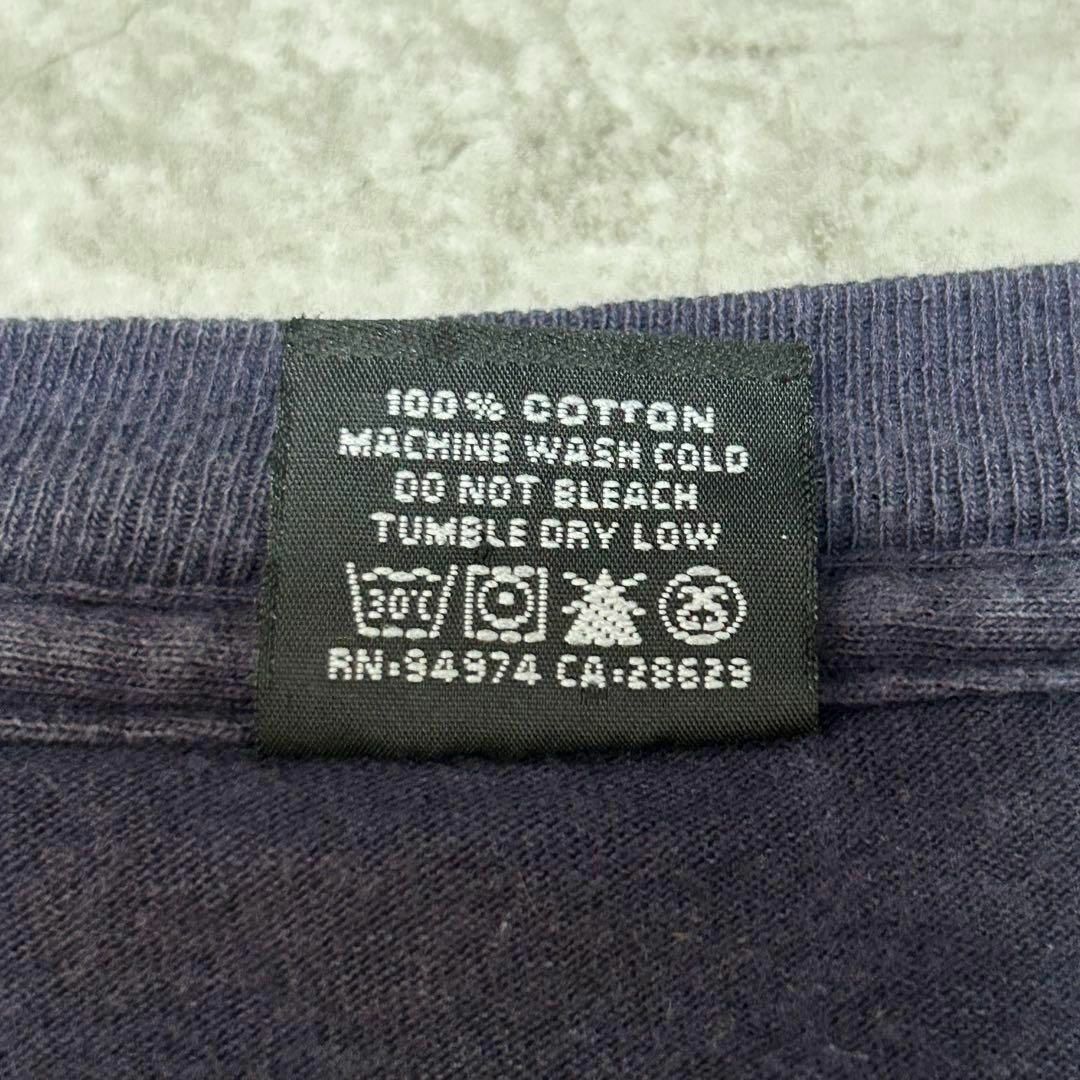 100% COTTON
MACHINE WASH COLD
DO NOT BLEACH
TUMBLE DRY LOW
30℃
RN:94974 CA:28629